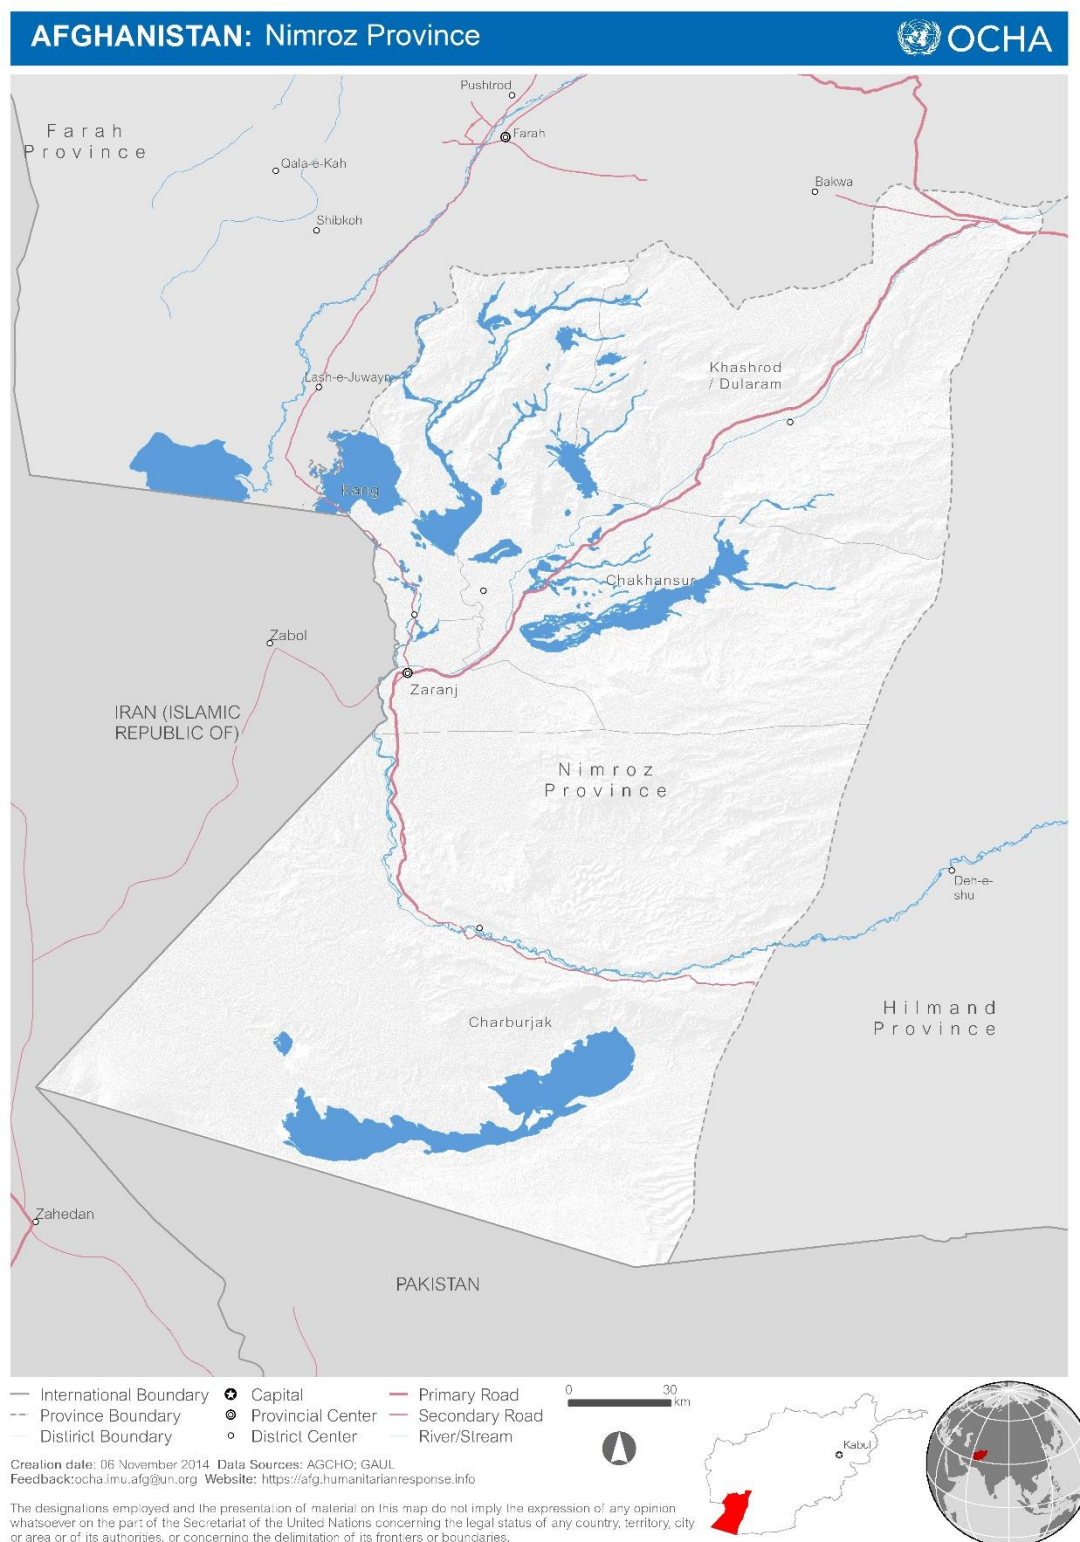 AFGHANISTAN: Nimroz Province
OCHA
Pushtrod
Farah
Province
Farah
Qala-e-Kah
Bakwa
Shibkoh
Khashrod
/ Dularam
Lash-e-Juwayn
Kang
Chakhansur
Zabol
Zaranj
IRAN (ISLAMIC
REPUBLIC OF)
Nimroz
Province
Deh-e-
shu
Hilmand
Province
Charburjak
Zahedan
PAKISTAN
International Boundary
Province Boundary
Distirict Boundary
Capital
Provincial Center
District Center
Primary Road
Secondary Road
River/Stream
0 30
km
Kabul
Creation date: 06 November 2014 Data Sources: AGCHO; GAUL
Feedback:ocha.imu.afg@un.org Website: https://afg.humanitarianresponse.info
The designations employed and the presentation of material on this map do not imply the expression of any opinion
whatsoever on the part of the Secretariat of the United Nations concerning the legal status of any country, territory, city
or area or of its authorities, or concerning the delimitation of its frontiers or boundaries.